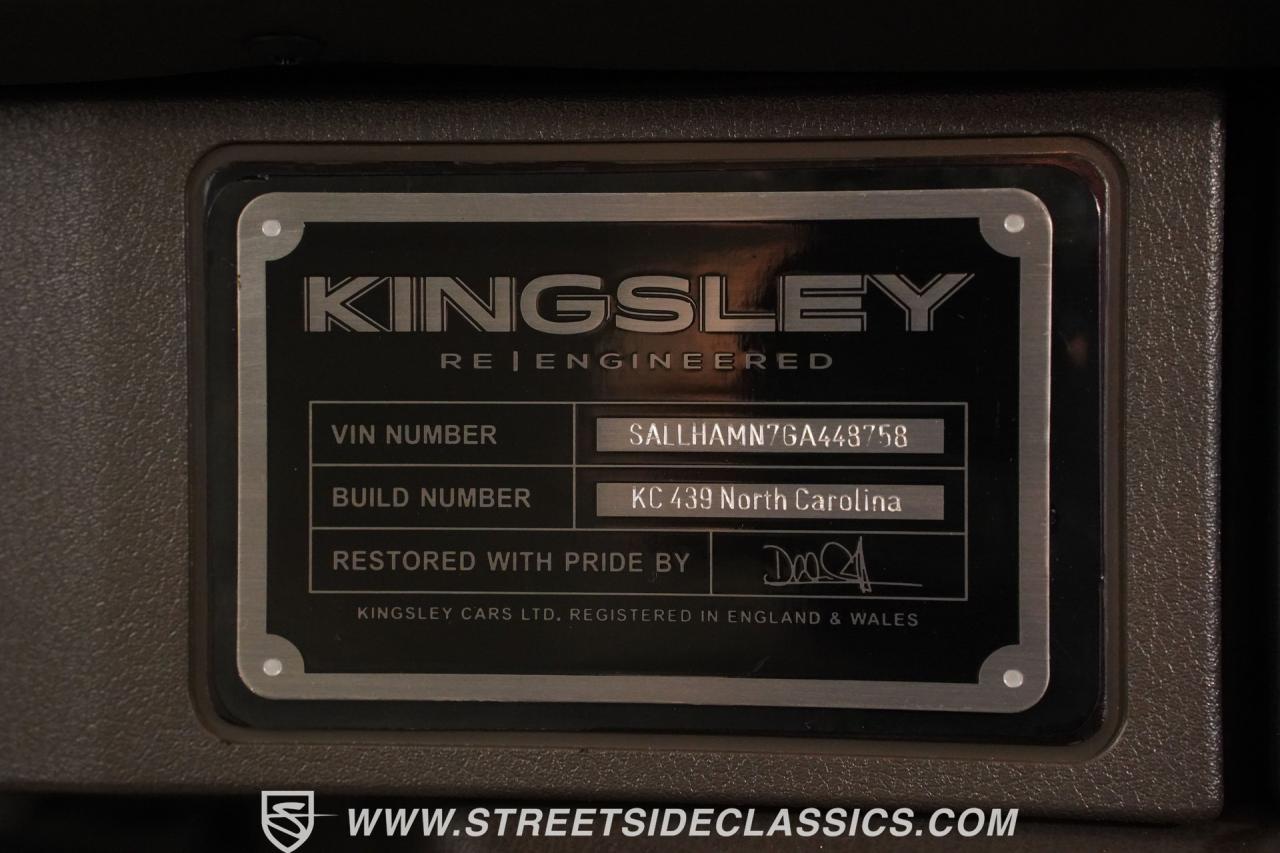 KINGSLEY
RE|ENGINEERED
VIN NUMBER SALLHAMN7GA448758
BUILD NUMBER KC 439 North Carolina
RESTORED WITH PRIDE BY
KINGSLEY CARS LTD. REGISTERED IN ENGLAND & WALES
WWW.STREETSIDECLASSICS.COM